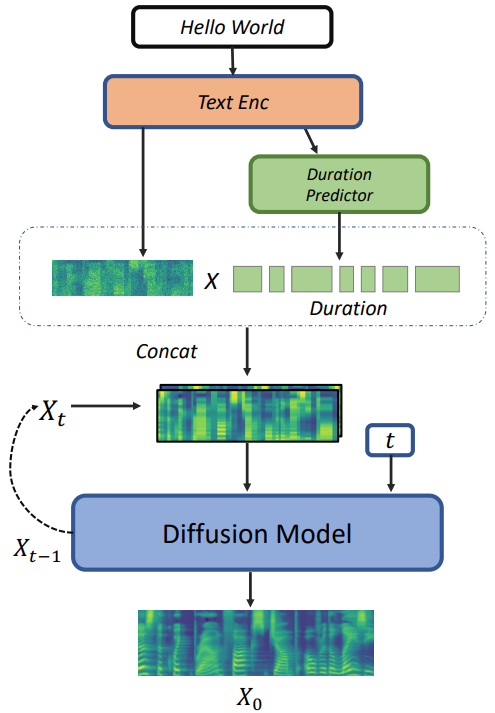 Hello World
Text Enc
Duration
Predictor
X
Duration
Concat
X_t
t
Diffusion Model
X_{t-1}
X_0